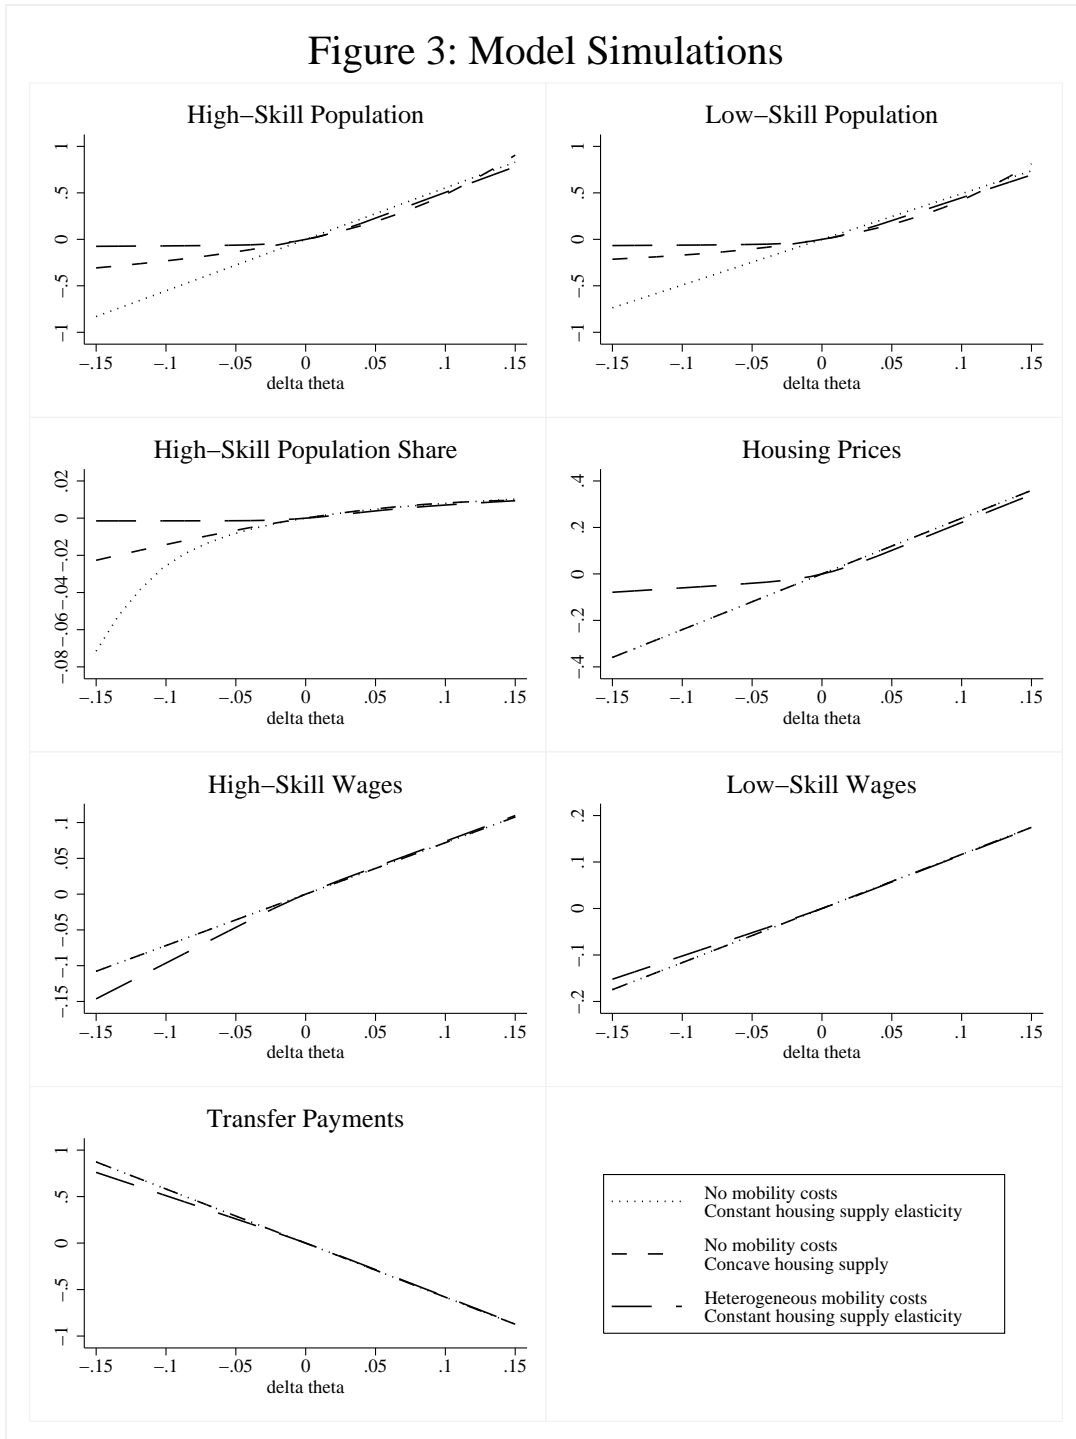 Figure 3: Model Simulations
High−Skill Population
1
.5
0
−.5
−1
−.15 −.1 −.05 0 .05 .1 .15
delta theta
Low−Skill Population
1
.5
0
−.5
−1
−.15 −.1 −.05 0 .05 .1 .15
delta theta
High−Skill Population Share
.02
0
−.02
−.04
−.06
−.08
−.15 −.1 −.05 0 .05 .1 .15
delta theta
Housing Prices
.4
.2
0
−.2
−.4
−.15 −.1 −.05 0 .05 .1 .15
delta theta
High−Skill Wages
.1
.05
0
−.05
−.1
−.15
−.15 −.1 −.05 0 .05 .1 .15
delta theta
Low−Skill Wages
.2
.1
0
−.1
−.2
−.15 −.1 −.05 0 .05 .1 .15
delta theta
Transfer Payments
1
.5
0
−.5
−1
−.15 −.1 −.05 0 .05 .1 .15
delta theta
No mobility costs
Constant housing supply elasticity
No mobility costs
Concave housing supply
Heterogeneous mobility costs
Constant housing supply elasticity